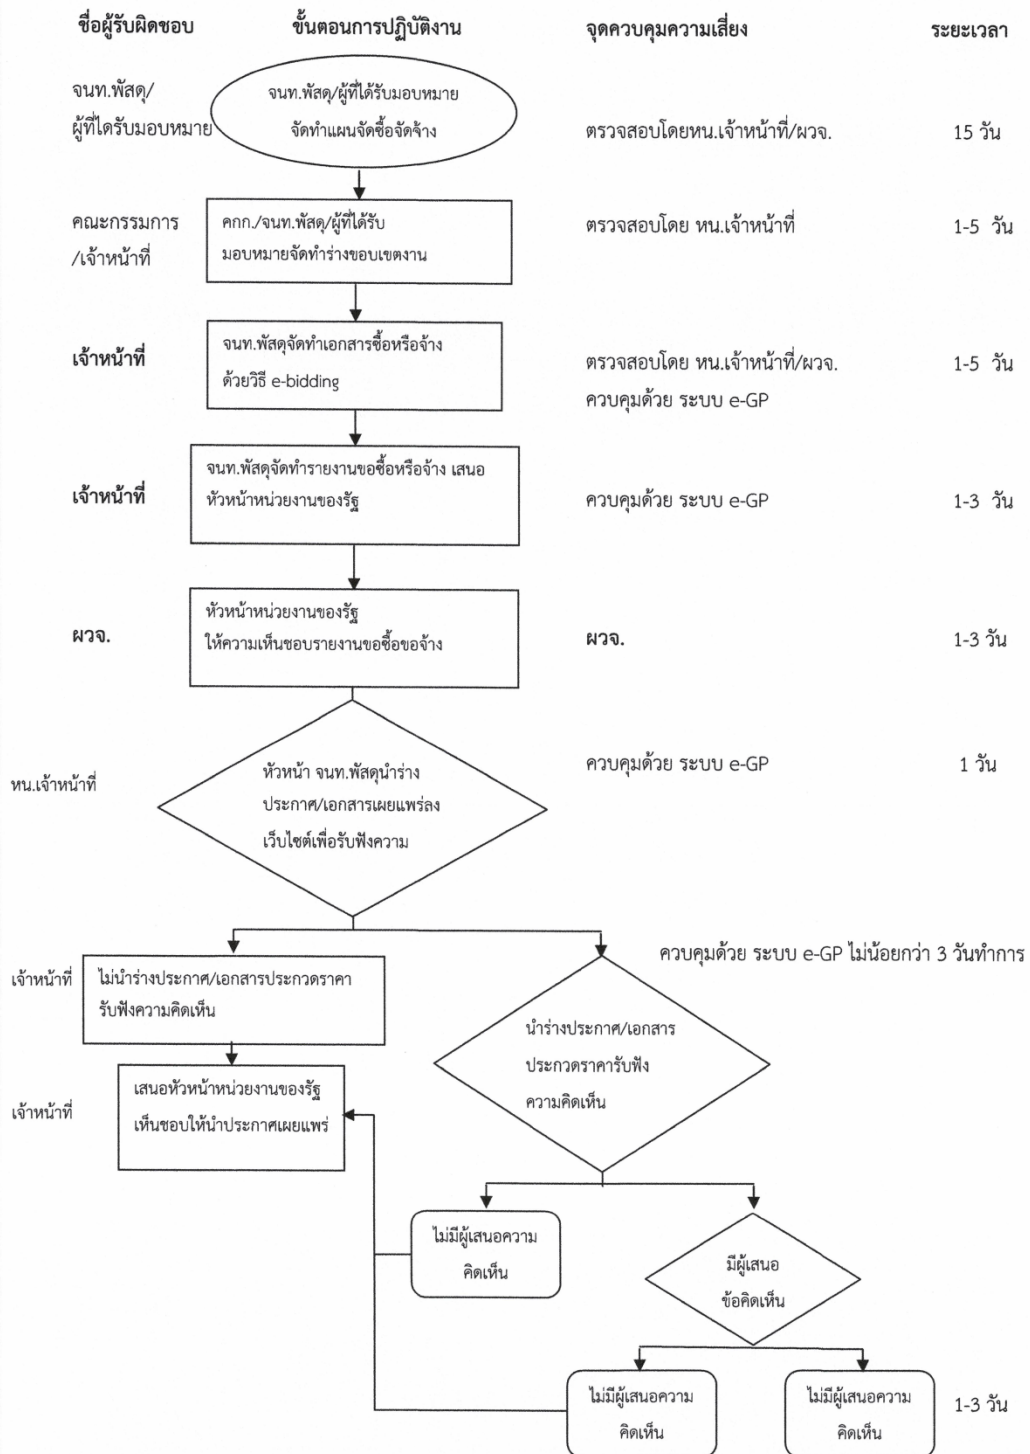 ชื่อผู้รับผิดชอบ ขั้นตอนการปฏิบัติงาน จุดควบคุมความเสี่ยง ระยะเวลา
จนท.พัสดุ/
ผู้ที่ไดรับมอบหมาย
จนท.พัสดุ/ผู้ที่ได้รับมอบหมาย
จัดทำแผนจัดซื้อจัดจ้าง
ตรวจสอบโดยหน.เจ้าหน้าที่/ผวจ. 15 วัน
คณะกรรมการ
/เจ้าหน้าที่
คกก./จนท.พัสดุ/ผู้ที่ได้รับ
มอบหมายจัดทำร่างขอบเขตงาน
ตรวจสอบโดย หน.เจ้าหน้าที่ 1-5 วัน
เจ้าหน้าที่
จนท.พัสดุจัดทำเอกสารซื้อหรือจ้าง
ด้วยวิธี e-bidding
ตรวจสอบโดย หน.เจ้าหน้าที่/ผวจ. 1-5 วัน
ควบคุมด้วย ระบบ e-GP
เจ้าหน้าที่
จนท.พัสดุจัดทำรายงานขอซื้อหรือจ้าง เสนอ
หัวหน้าหน่วยงานของรัฐ
ควบคุมด้วย ระบบ e-GP 1-3 วัน
ผวจ.
หัวหน้าหน่วยงานของรัฐ
ให้ความเห็นชอบรายงานขอซื้อขอจ้าง
ผวจ. 1-3 วัน
หน.เจ้าหน้าที่
หัวหน้า จนท.พัสดุนำร่าง
ประกาศ/เอกสารเผยแพร่ลง
เว็บไซต์เพื่อรับฟังความ
ควบคุมด้วย ระบบ e-GP 1 วัน
ควบคุมด้วย ระบบ e-GP ไม่น้อยกว่า 3 วันทำการ
เจ้าหน้าที่
ไม่นำร่างประกาศ/เอกสารประกวดราคา
รับฟังความคิดเห็น
นำร่างประกาศ/เอกสาร
ประกวดราคารับฟัง
ความคิดเห็น
เจ้าหน้าที่
เสนอหัวหน้าหน่วยงานของรัฐ
เห็นชอบให้นำประกาศเผยแพร่
ไม่มีผู้เสนอความ
คิดเห็น
มีผู้เสนอ
ข้อคิดเห็น
ไม่มีผู้เสนอความ
คิดเห็น
ไม่มีผู้เสนอความ
คิดเห็น
1-3 วัน